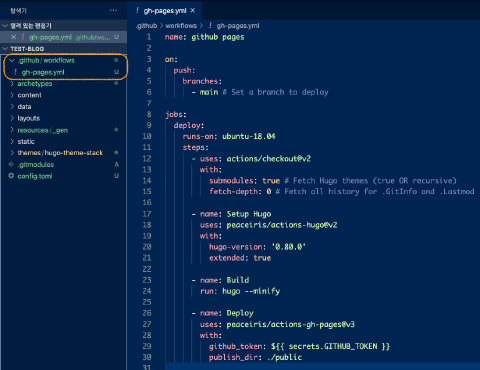 탐색기 ···
열려 있는 편집기
× ! gh-pages.yml .github/wo... U
TEST-BLOG
.github/workflows
! gh-pages.yml U
archetypes
content
data
layouts
resources/_gen
static
themes/hugo-theme-stack
.gitmodules A
config.toml U
! gh-pages.yml U ×
.github > workflows > ! gh-pages.yml
1 name: github pages
2
3 on:
4 push:
5 branches:
6 - main # Set a branch to deploy
7
8 jobs:
9 deploy:
10 runs-on: ubuntu-18.04
11 steps:
12 - uses: actions/checkout@v2
13 with:
14 submodules: true # Fetch Hugo themes (true OR recursive)
15 fetch-depth: 0 # Fetch all history for .GitInfo and .Lastmod
16
17 - name: Setup Hugo
18 uses: peaceiris/actions-hugo@v2
19 with:
20 hugo-version: '0.80.0'
21 extended: true
22
23 - name: Build
24 run: hugo --minify
25
26 - name: Deploy
27 uses: peaceiris/actions-gh-pages@v3
28 with:
29 github_token: ${{ secrets.GITHUB_TOKEN }}
30 publish_dir: ./public
31